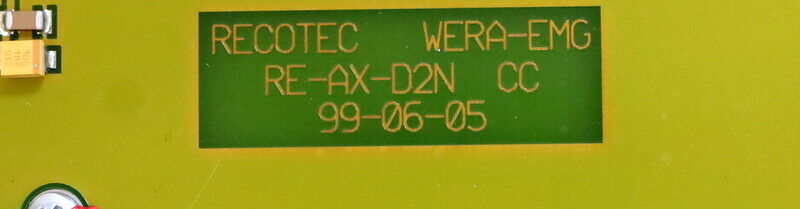 RECOTEC WERA-EMG
RE-AX-D2N CC
99-06-05